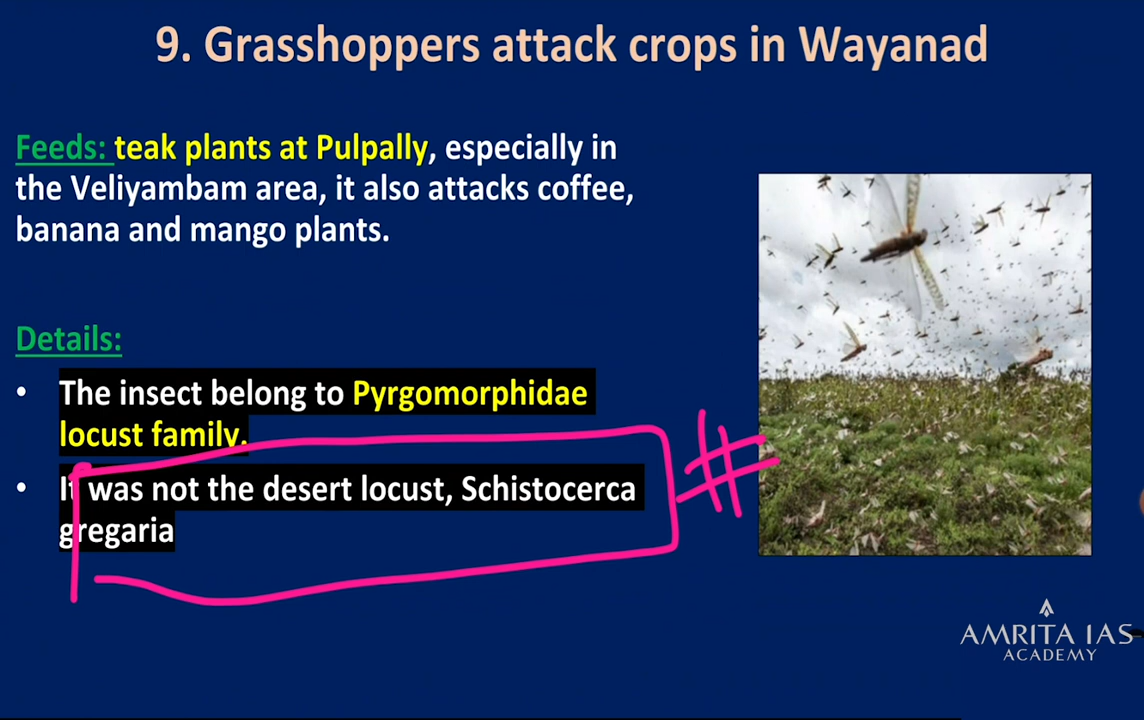 9. Grasshoppers attack crops in Wayanad
Feeds: teak plants at Pulpally, especially in
the Veliyambam area, it also attacks coffee,
banana and mango plants.
Details:
• The insect belong to Pyrgomorphidae
locust family.
• It was not the desert locust, Schistocerca
gregaria
#
AMRITA IAS
ACADEMY